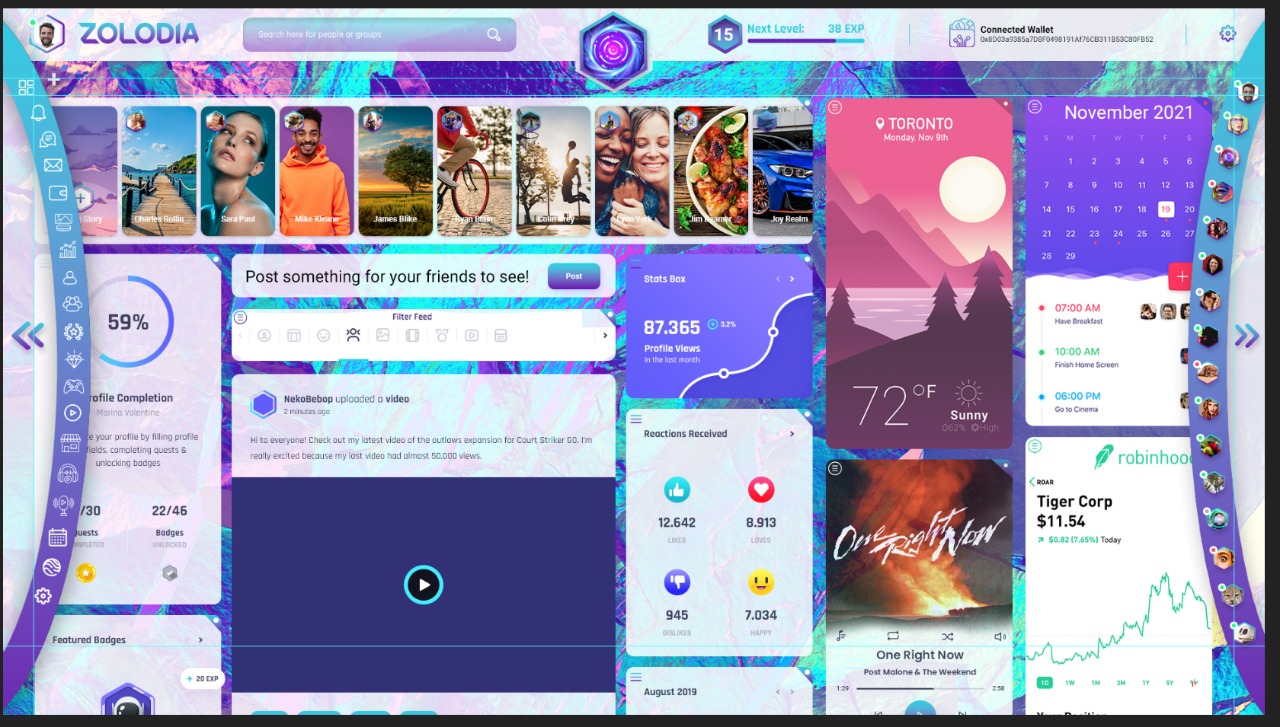 ZOLODIA
Search here for people or groups
15
Next Level: 38 EXP
Connected Wallet
Story
Charles Rollin
Sara Paul
Mike Kleane
James Blike
Ryan Blair
Colin Grey
Lynn York
Jim Beamer
Joy Realm
TORONTO
Monday, Nov 9th
72°F
Sunny
062% High
November 2021
S M T W T F S
1 2 3 4 5 6
7 8 9 10 11 12 13
14 15 16 17 18 19 20
21 22 23 24 25 26 27
28 29
07:00 AM
Have Breakfast
10:00 AM
Finish Home Screen
06:00 PM
Go to Cinema
59%
rofile Completion
Marina Valentine
e your profile by filling profile
fields, completing quests &
unlocking badges
/30
uests
OMPLETED
22/46
Badges
UNLOCKED
Featured Badges
+ 20 EXP
Post something for your friends to see!
Post
Filter Feed
NekoBebop uploaded a video
2 minutes ago
Hi to everyone! Check out my latest video of the outlaws expansion for Court Striker GO. I'm
really excited because my last video had almost 50.000 views.
Stats Box
87.365
3.2%
Profile Views
In the last month
Reactions Received
12.642
LIKES
8.913
LOVES
945
DISLIKES
7.034
HAPPY
August 2019
One Right Now
One Right Now
Post Malone & The Weekend
1:29
2:58
robinhood
ROAR
Tiger Corp
$11.54
$0.82 (7.65%) Today
1D 1W 1M 3M 1Y 5Y
Your Position